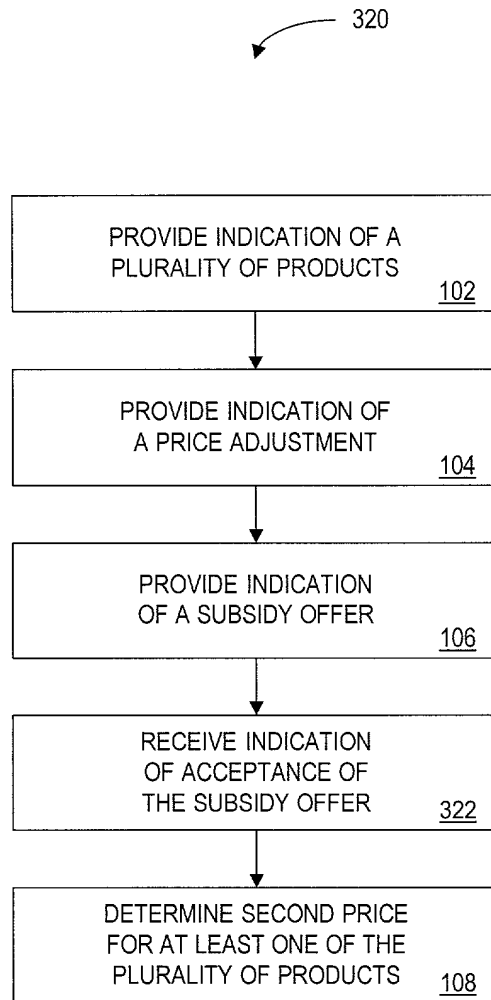 320
PROVIDE INDICATION OF A
PLURALITY OF PRODUCTS
102
PROVIDE INDICATION OF
A PRICE ADJUSTMENT
104
PROVIDE INDICATION
OF A SUBSIDY OFFER
106
RECEIVE INDICATION
OF ACCEPTANCE OF
THE SUBSIDY OFFER
322
DETERMINE SECOND PRICE
FOR AT LEAST ONE OF THE
PLURALITY OF PRODUCTS
108